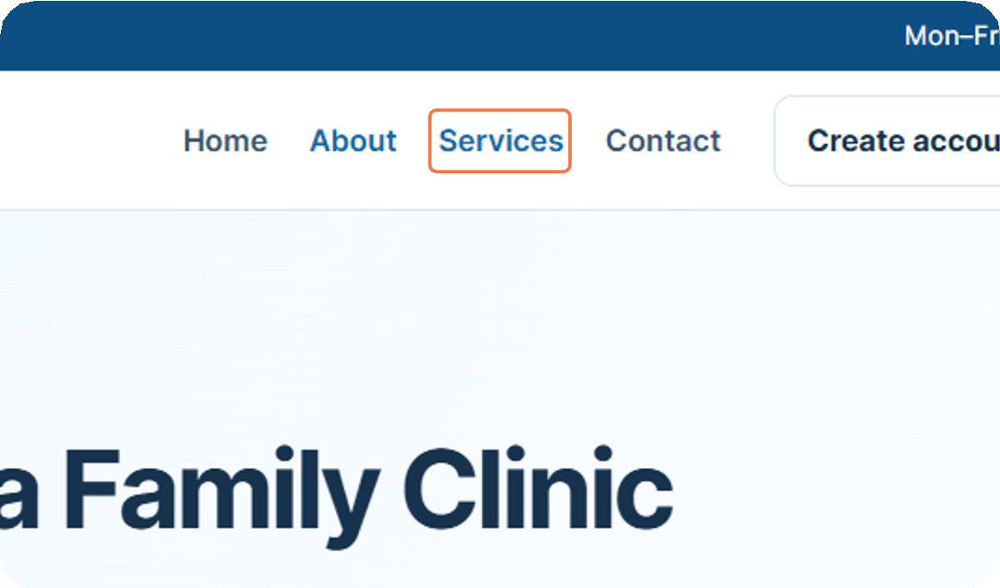 Mon–Fr
Home About Services Contact Create accou
a Family Clinic